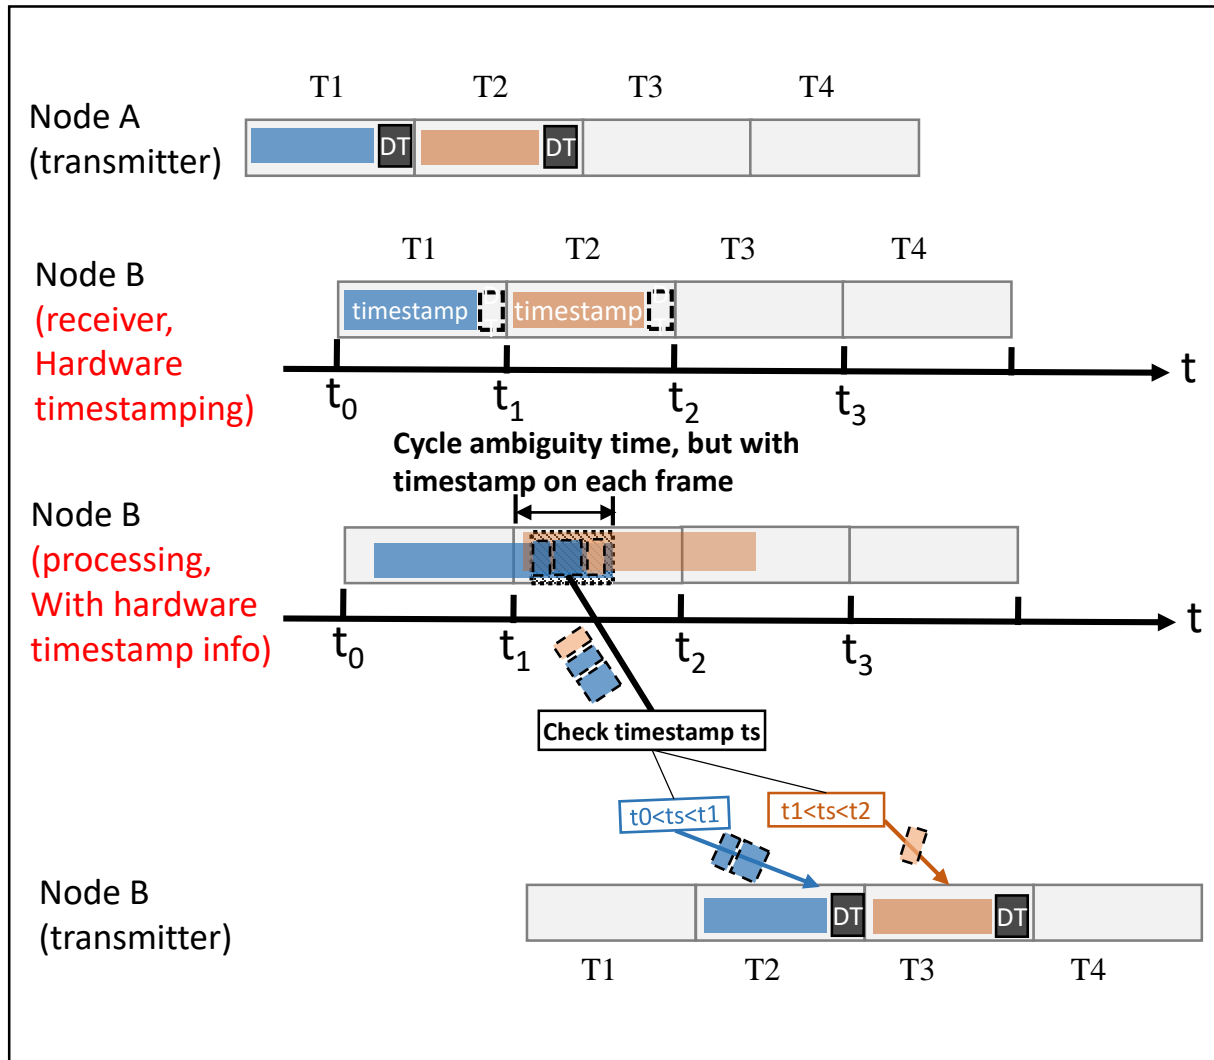 T1 T2 T3 T4
Node A
(transmitter)
DT DT
T1 T2 T3 T4
Node B
(receiver,
Hardware
timestamping)
timestamp timestamp
t
t0 t1 t2 t3
Cycle ambiguity time, but with
timestamp on each frame
Node B
(processing,
With hardware
timestamp info)
t
t0 t1 t2 t3
Check timestamp ts
t0<ts<t1 t1<ts<t2
Node B
(transmitter)
DT DT
T1 T2 T3 T4